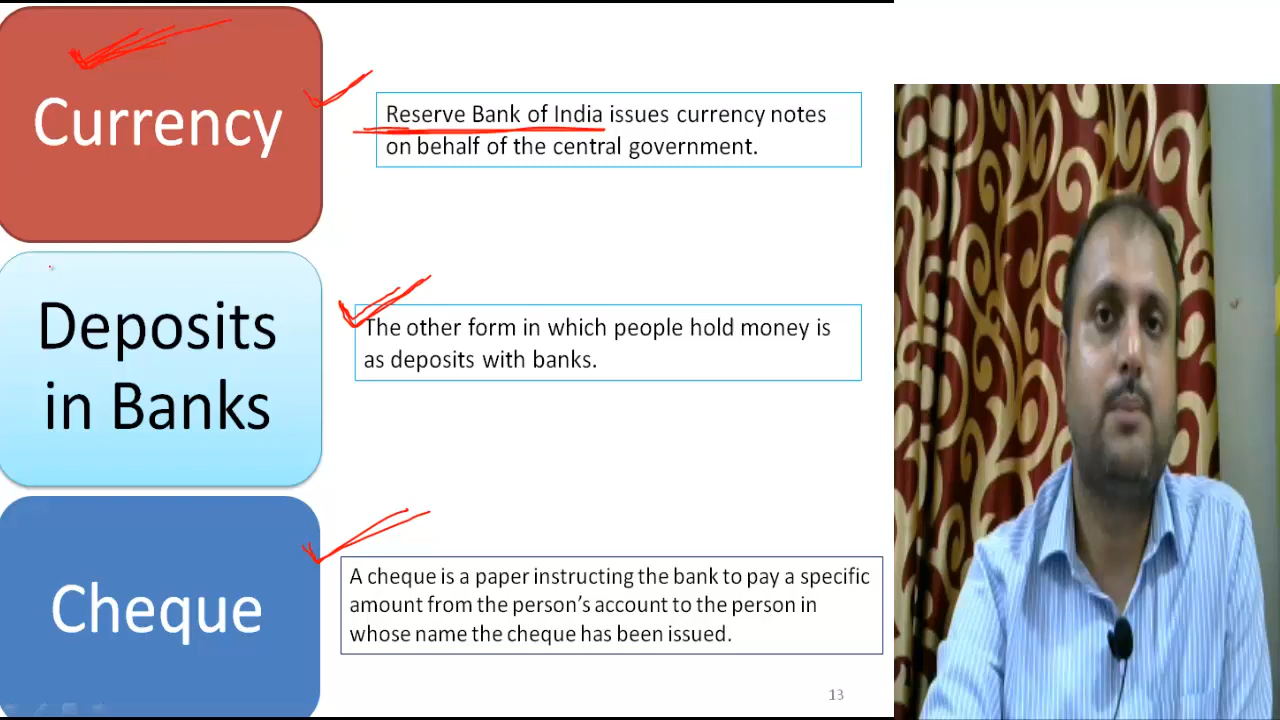 Currency
Reserve Bank of India issues currency notes
on behalf of the central government.
Deposits
in Banks
The other form in which people hold money is
as deposits with banks.
Cheque
A cheque is a paper instructing the bank to pay a specific
amount from the person's account to the person in
whose name the cheque has been issued.
13